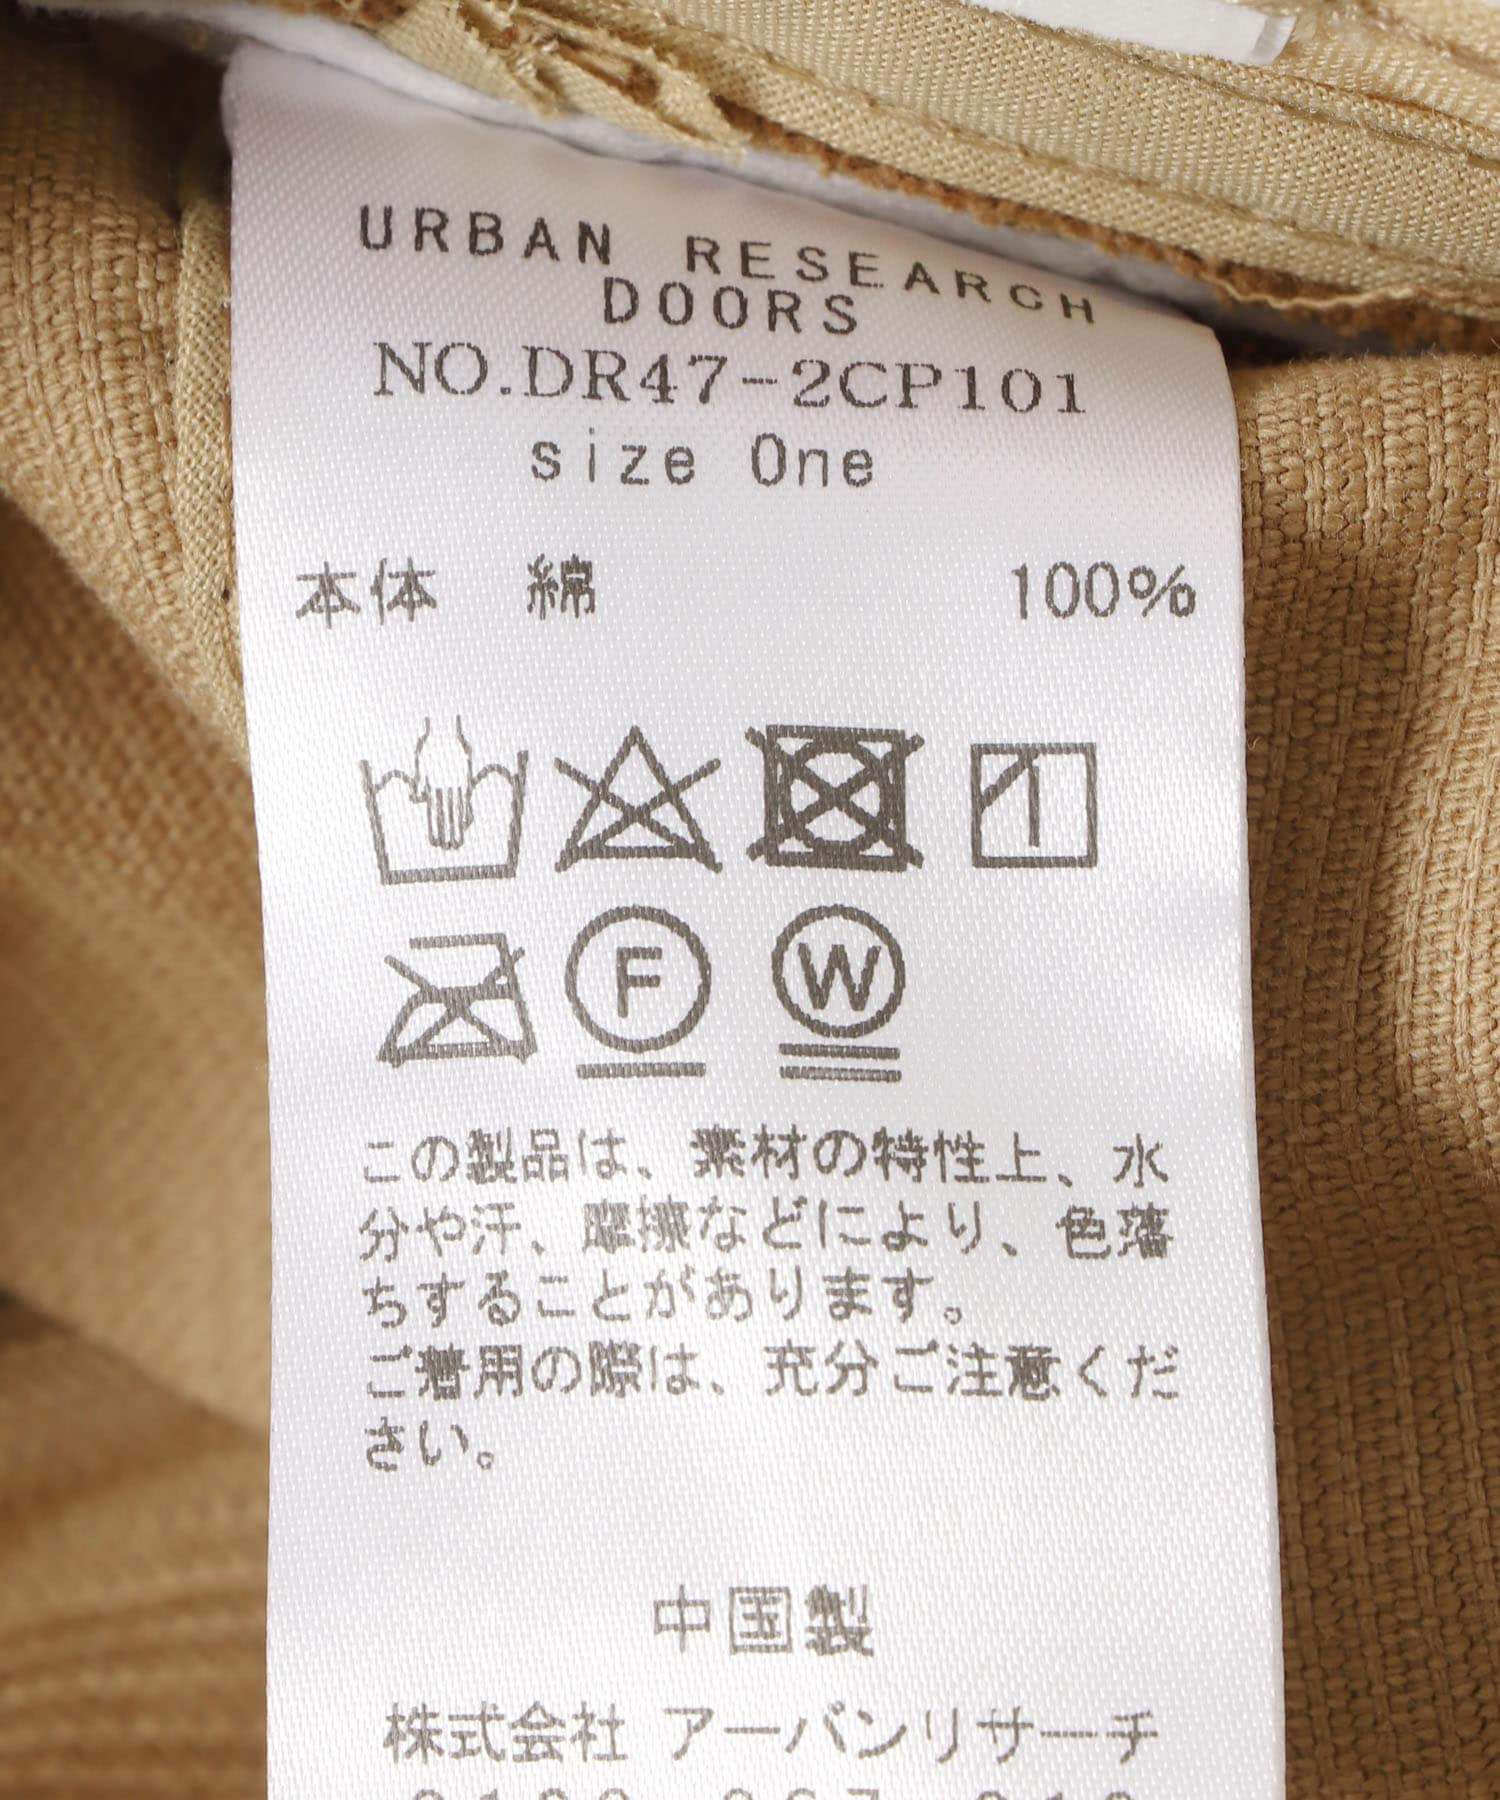 URBAN RESEARCH
DOORS
NO.DR47-2CP101
size One
本体 綿 100%
F W
この製品は、素材の特性上、水
分や汗、摩擦などにより、色落
ちすることがあります。
ご着用の際は、充分ご注意くだ
さい。
中国製
株式会社 アーバンリサーチ